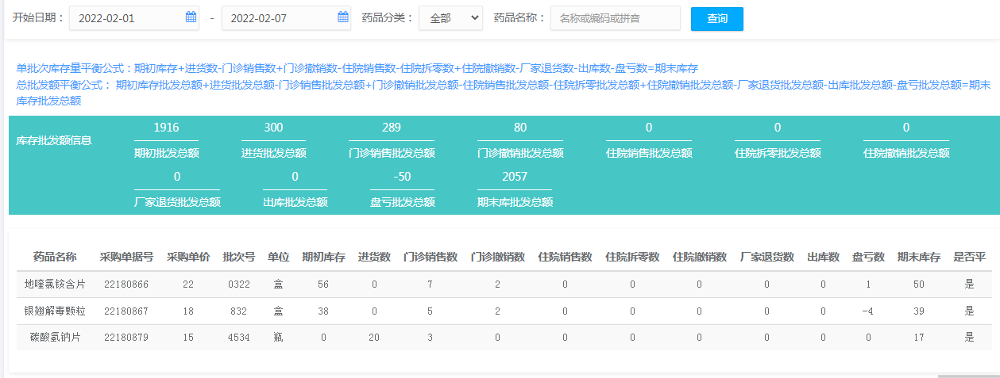 开始日期： 2022-02-01 - 2022-02-07 药品分类： 全部 药品名称： 名称或编码或拼音 查询
单批次库存量平衡公式：期初库存+进货数-门诊销售数+门诊撤销数-住院销售数-住院拆零数+住院撤销数-厂家退货数-出库数-盘亏数=期末库存
总批发额平衡公式： 期初库存批发总额+进货批发总额-门诊销售批发总额+门诊撤销批发总额-住院销售批发总额-住院拆零批发总额+住院撤销批发总额-厂家退货批发总额-出库批发总额-盘亏批发总额=期末
库存批发总额
1916 300 289 80 0 0 0
库存批发额信息
期初批发总额 进货批发总额 门诊销售批发总额 门诊撤销批发总额 住院销售批发总额 住院拆零批发总额 住院撤销批发总额
0 0 -50 2057
厂家退货批发总额 出库批发总额 盘亏批发总额 期末库批发总额
药品名称 采购单据号 采购单价 批次号 单位 期初库存 进货数 门诊销售数 门诊撤销数 住院销售数 住院拆零数 住院撤销数 厂家退货数 出库数 盘亏数 期末库存 是否平
地喹氯铵含片 22180866 22 0322 盒 56 0 7 2 0 0 0 0 0 1 50 是
银翘解毒颗粒 22180867 18 832 盒 38 0 5 2 0 0 0 0 0 -4 39 是
碳酸氢钠片 22180879 15 4534 瓶 0 20 3 0 0 0 0 0 0 0 17 是